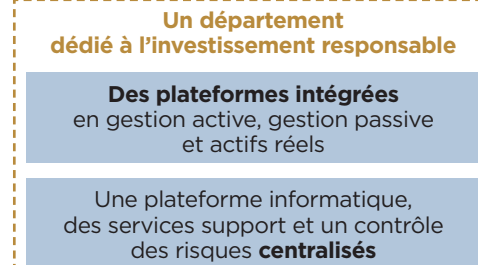 Un département
dédié à l’investissement responsable
Des plateformes intégrées
en gestion active, gestion passive
et actifs réels
Une plateforme informatique,
des services support et un contrôle
des risques centralisés